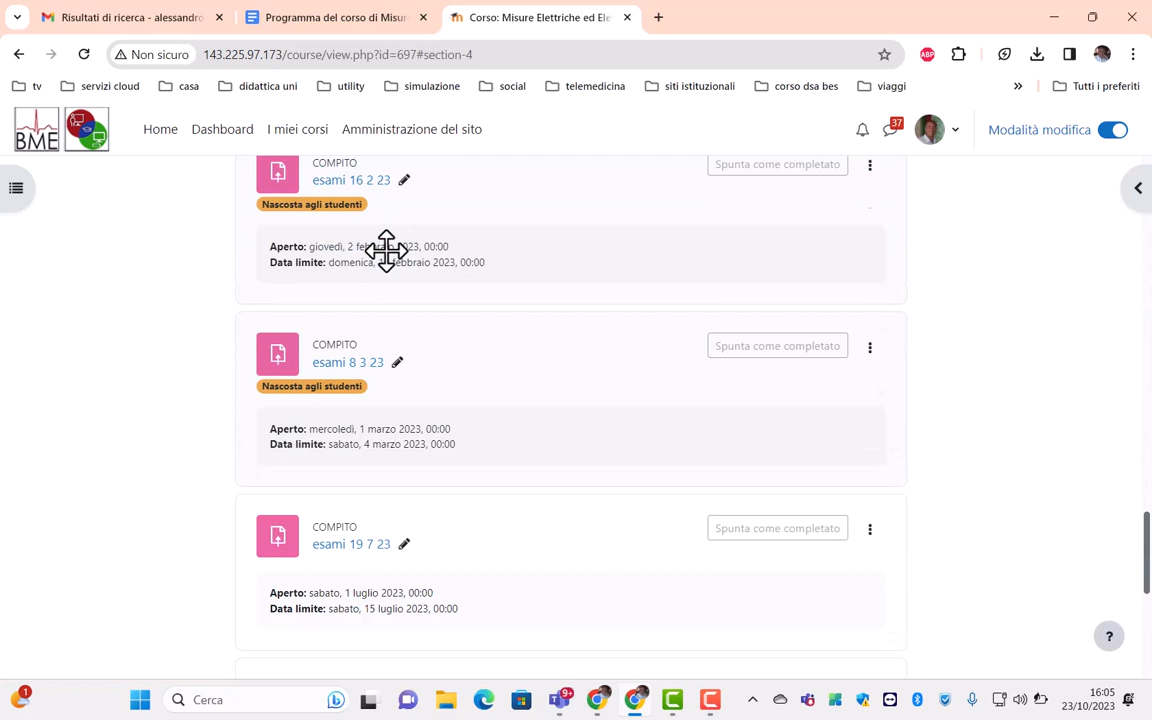 Risultati di ricerca - alessandro
Programma del corso di Misur
Corso: Misure Elettriche ed Ele
Non sicuro
143.225.97.173/course/view.php?id=697#section-4
ABP
tv
servizi cloud
casa
didattica uni
utility
simulazione
social
telemedicina
siti istituzionali
corso dsa bes
viaggi
»
Tutti i preferiti
BME
Home
Dashboard
I miei corsi
Amministrazione del sito
37
Modalità modifica
COMPITO
esami 16 2 23
Spunta come completato
Nascosta agli studenti
Aperto: giovedì, 2 febbraio 2023, 00:00
Data limite: domenica, febbraio 2023, 00:00
COMPITO
esami 8 3 23
Spunta come completato
Nascosta agli studenti
Aperto: mercoledì, 1 marzo 2023, 00:00
Data limite: sabato, 4 marzo 2023, 00:00
COMPITO
esami 19 7 23
Spunta come completato
Aperto: sabato, 1 luglio 2023, 00:00
Data limite: sabato, 15 luglio 2023, 00:00
?
1
Cerca
9+
16:05
23/10/2023